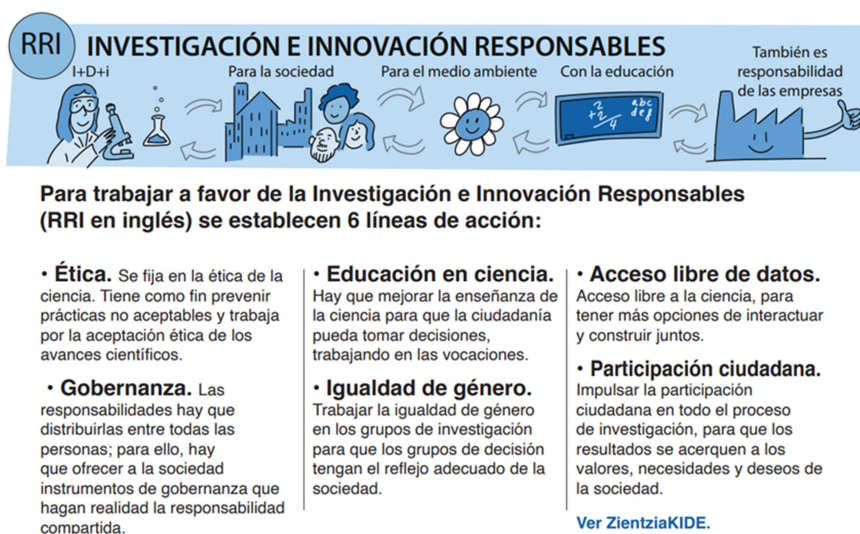 RRI
INVESTIGACIÓN E INNOVACIÓN RESPONSABLES
I+D+i
Para la sociedad
Para el medio ambiente
Con la educación
También es
responsabilidad
de las empresas
2
+2
4
abc
def
Para trabajar a favor de la Investigación e Innovación Responsables
(RRI en inglés) se establecen 6 líneas de acción:
• Ética. Se fija en la ética de la
ciencia. Tiene como fin prevenir
prácticas no aceptables y trabaja
por la aceptación ética de los
avances científicos.
• Gobernanza. Las
responsabilidades hay que
distribuirlas entre todas las
personas; para ello, hay
que ofrecer a la sociedad
instrumentos de gobernanza que
hagan realidad la responsabilidad
compartida.
• Educación en ciencia.
Hay que mejorar la enseñanza de
la ciencia para que la ciudadanía
pueda tomar decisiones,
trabajando en las vocaciones.
• Igualdad de género.
Trabajar la igualdad de género
en los grupos de investigación
para que los grupos de decisión
tengan el reflejo adecuado de la
sociedad.
• Acceso libre de datos.
Acceso libre a la ciencia, para
tener más opciones de interactuar
y construir juntos.
• Participación ciudadana.
Impulsar la participación
ciudadana en todo el proceso
de investigación, para que los
resultados se acerquen a los
valores, necesidades y deseos de
la sociedad.
Ver ZientziaKIDE.